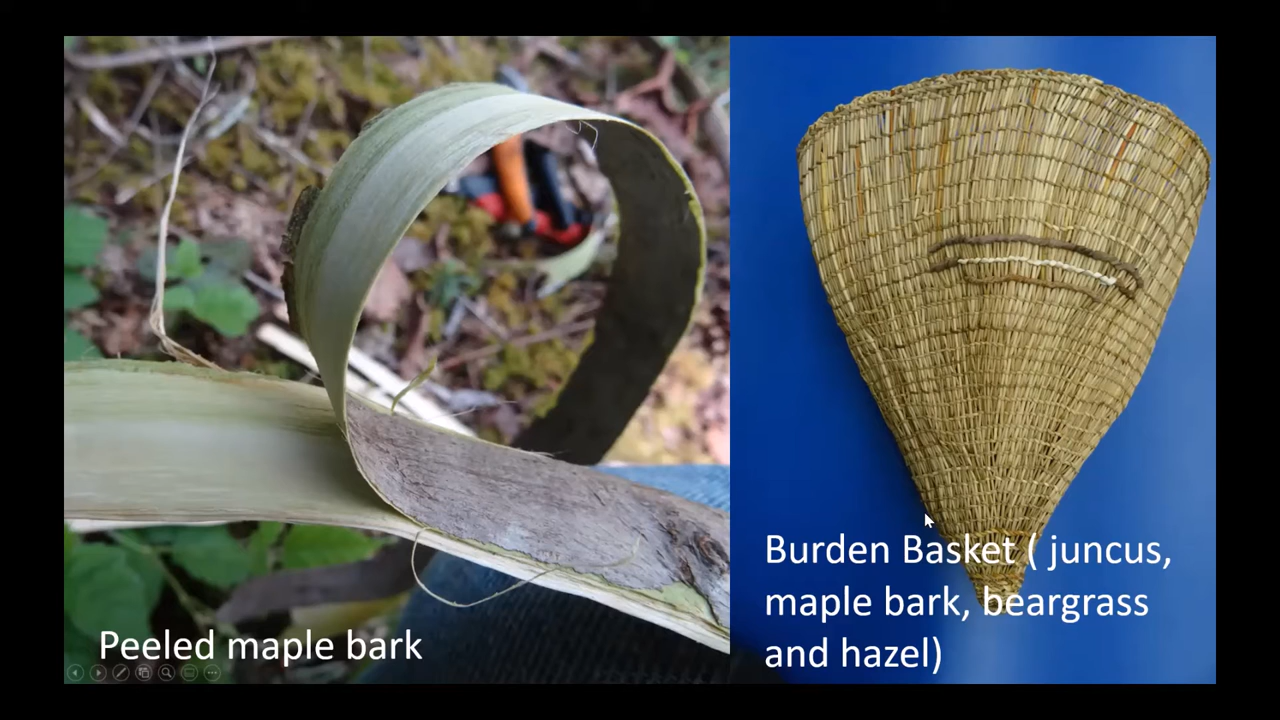 Peeled maple bark
Burden Basket ( juncus,
maple bark, beargrass
and hazel)